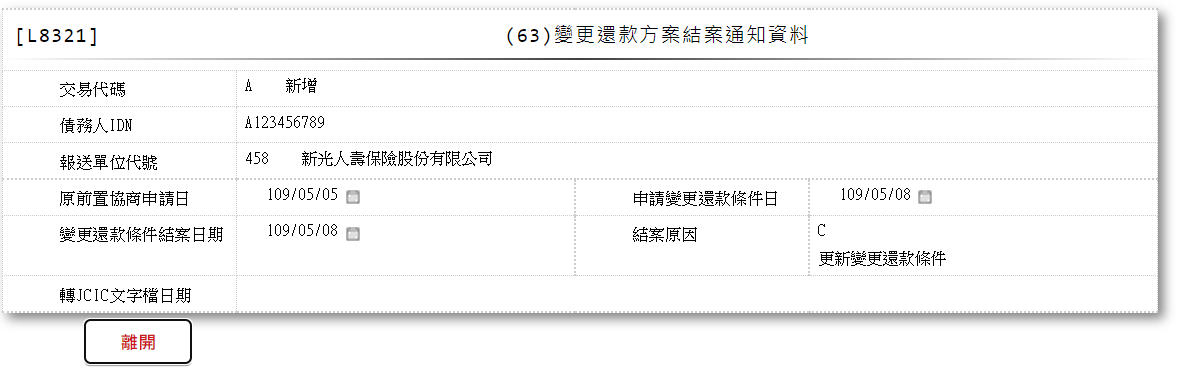 [L8321] (63)變更還款方案結案通知資料
交易代碼 A 新增
債務人IDN A123456789
報送單位代號 458 新光人壽保險股份有限公司
原前置協商申請日 109/05/05 申請變更還款條件日 109/05/08
變更還款條件結案日期 109/05/08 結案原因 C
更新變更還款條件
轉JCIC文字檔日期
離開